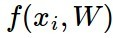 f(x_i, W)